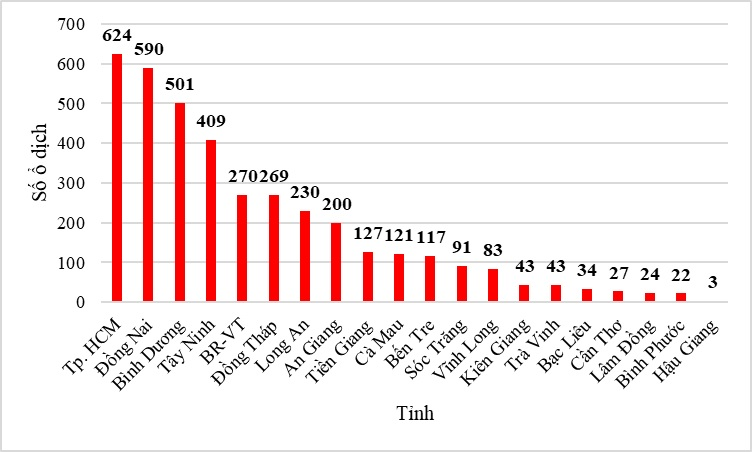 700
600
500
400
300
200
100
0
Số ổ dịch
624
590
501
409
270
269
230
200
127
121
117
91
83
43
43
34
27
24
22
3
Tp. HCM
Đồng Nai
Bình Dương
Tây Ninh
BR-VT
Đồng Tháp
Long An
An Giang
Tiền Giang
Cà Mau
Bến Tre
Sóc Trăng
Vĩnh Long
Kiên Giang
Trà Vinh
Bạc Liêu
Cần Thơ
Lâm Đồng
Bình Phước
Hậu Giang
Tỉnh